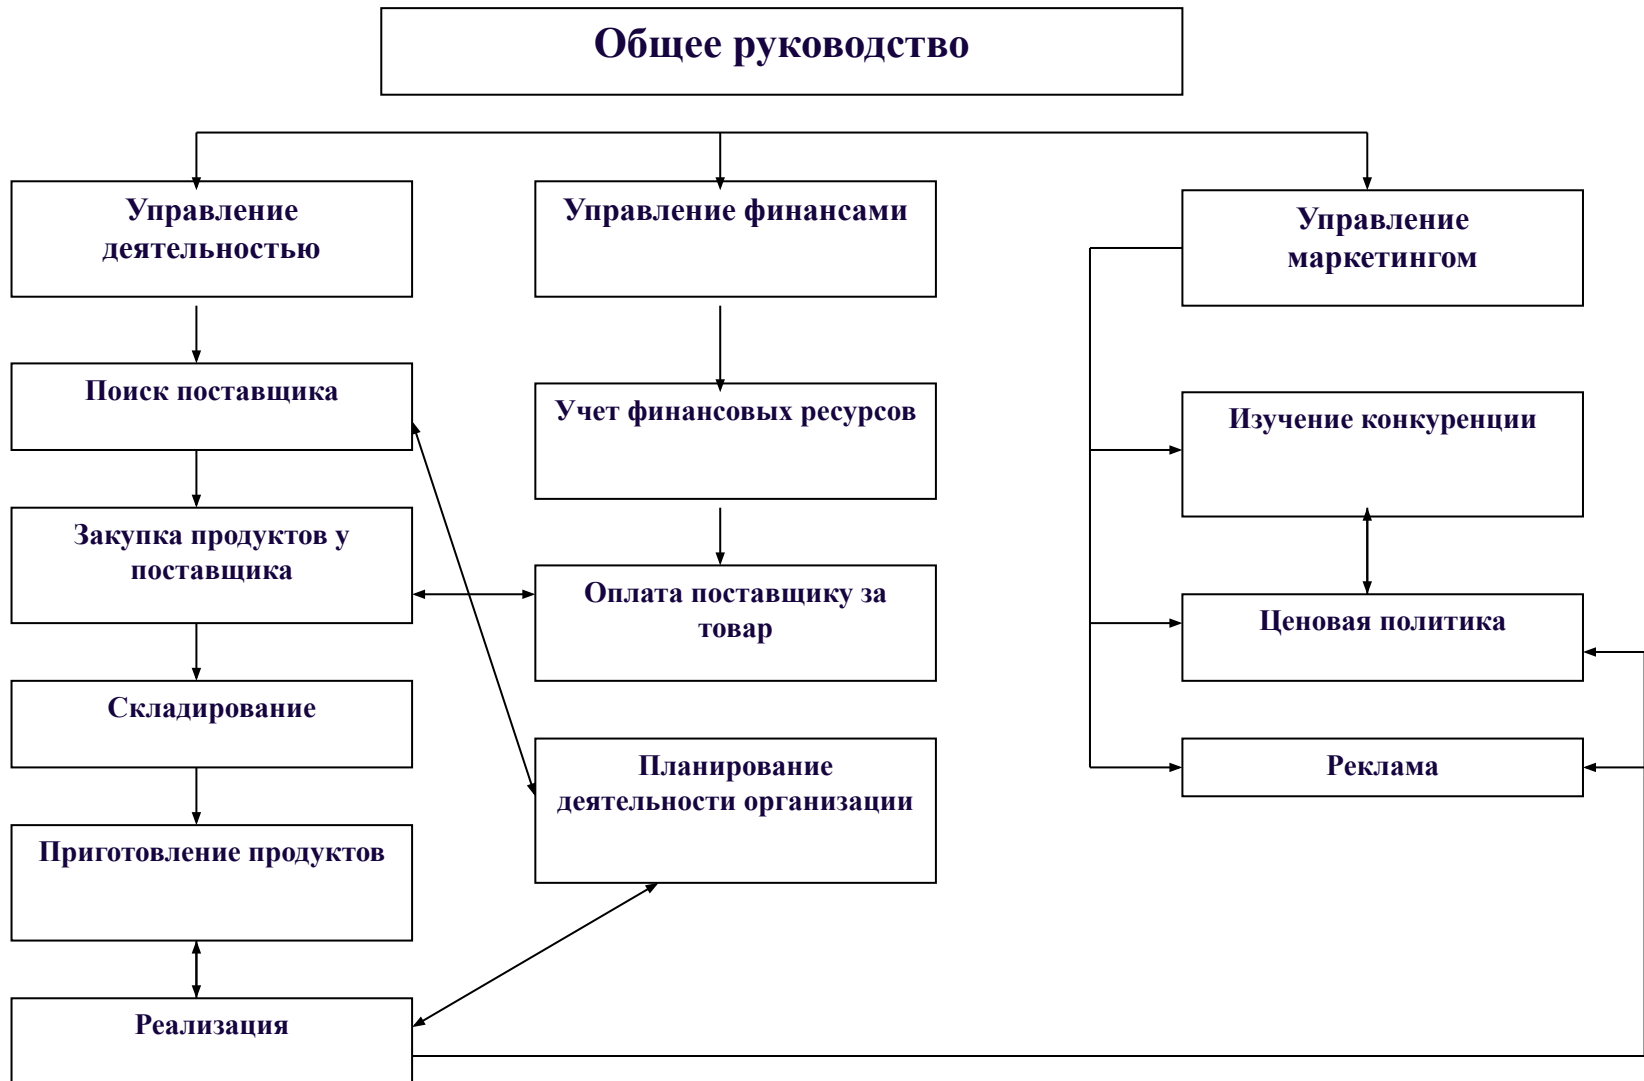 Общее руководство
Управление
деятельностью
Управление финансами
Управление
маркетингом
Поиск поставщика
Учет финансовых ресурсов
Изучение конкуренции
Закупка продуктов у
поставщика
Оплата поставщику за
товар
Ценовая политика
Складирование
Планирование
деятельности организации
Реклама
Приготовление продуктов
Реализация